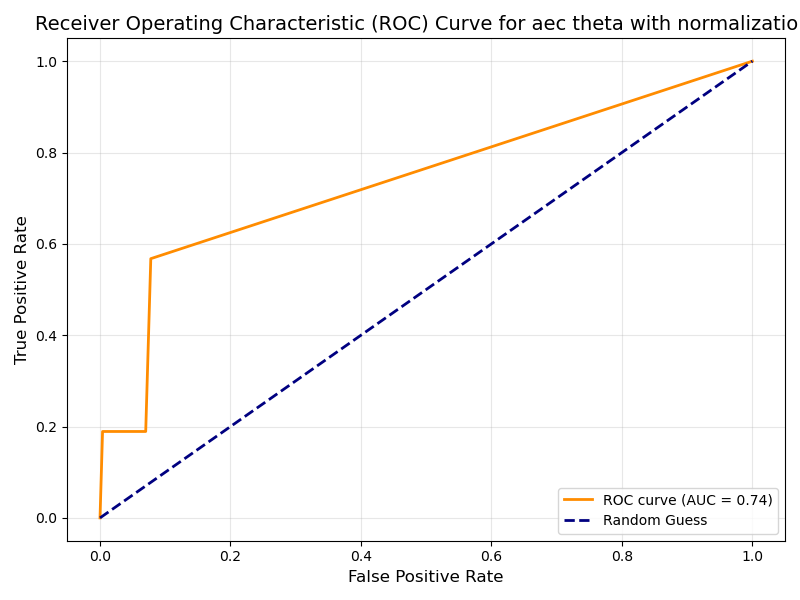 Receiver Operating Characteristic (ROC) Curve for aec theta with normalizatio
1.0
0.8
0.6
0.4
0.2
0.0
True Positive Rate
ROC curve (AUC = 0.74)
Random Guess
0.0 0.2 0.4 0.6 0.8 1.0
False Positive Rate